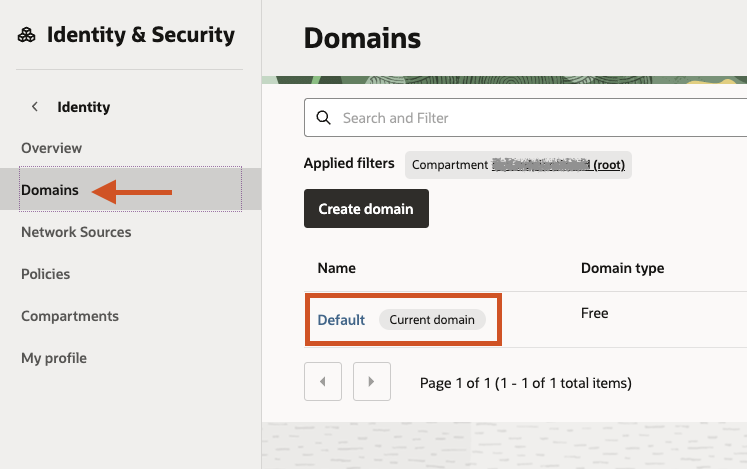 Identity & Security
Identity
Overview
Domains
Network Sources
Policies
Compartments
My profile
Domains
Search and Filter
Applied filters Compartment (root)
Create domain
Name Domain type
Default Current domain Free
Page 1 of 1 (1 - 1 of 1 total items)